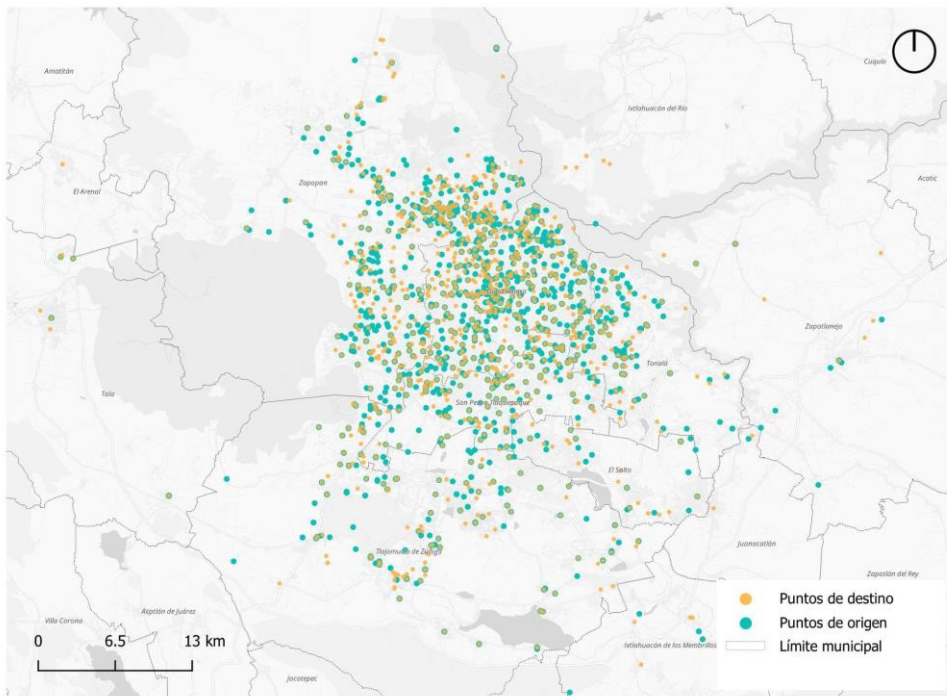 Cuquío
Amatitán
Ixtlahuacán del Río
Acatic
Zapopan
El Arenal
Zapotlanejo
Tonalá
Tala
San Pedro Tlaquepaque
El Salto
Juanacatlán
Tlajomulco de Zúñiga
Zapotlán del Rey
Puntos de destino
Acatlán de Juárez
Villa Corona
Puntos de origen
0 6.5 13 km
Ixtlahuacán de los Membrillos
Límite municipal
Jocotepec